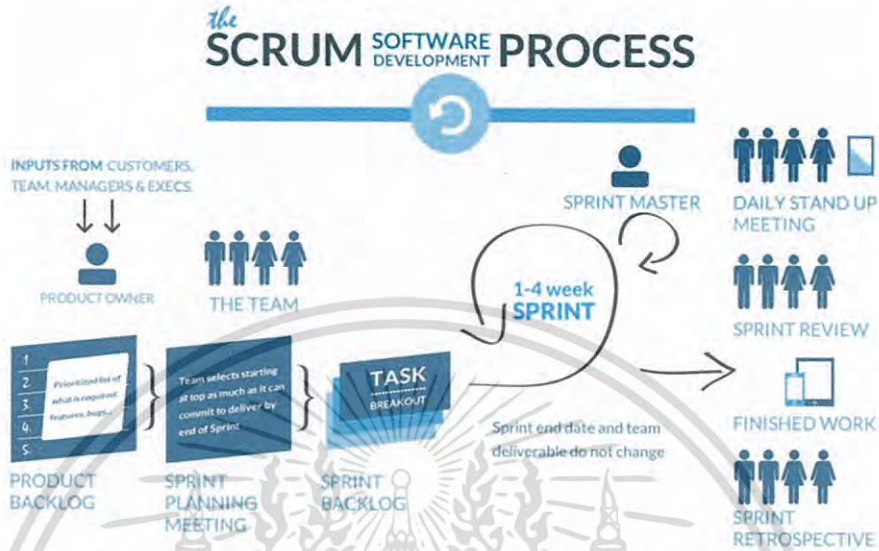 the
SCRUM SOFTWARE DEVELOPMENT PROCESS
INPUTS FROM CUSTOMERS,
TEAM, MANAGERS & EXECS.
PRODUCT OWNER
THE TEAM
SPRINT MASTER
DAILY STAND UP
MEETING
1-4 week
SPRINT
SPRINT REVIEW
1
2.
3.
4.
5.
Prioritized list of
what is required:
features, bugs...
Team selects starting
at top as much as it can
commit to deliver by
end of Sprint
TASK
BREAKOUT
Sprint end date and team
deliverable do not change
FINISHED WORK
PRODUCT
BACKLOG
SPRINT
PLANNING
MEETING
SPRINT
BACKLOG
SPRINT
RETROSPECTIVE